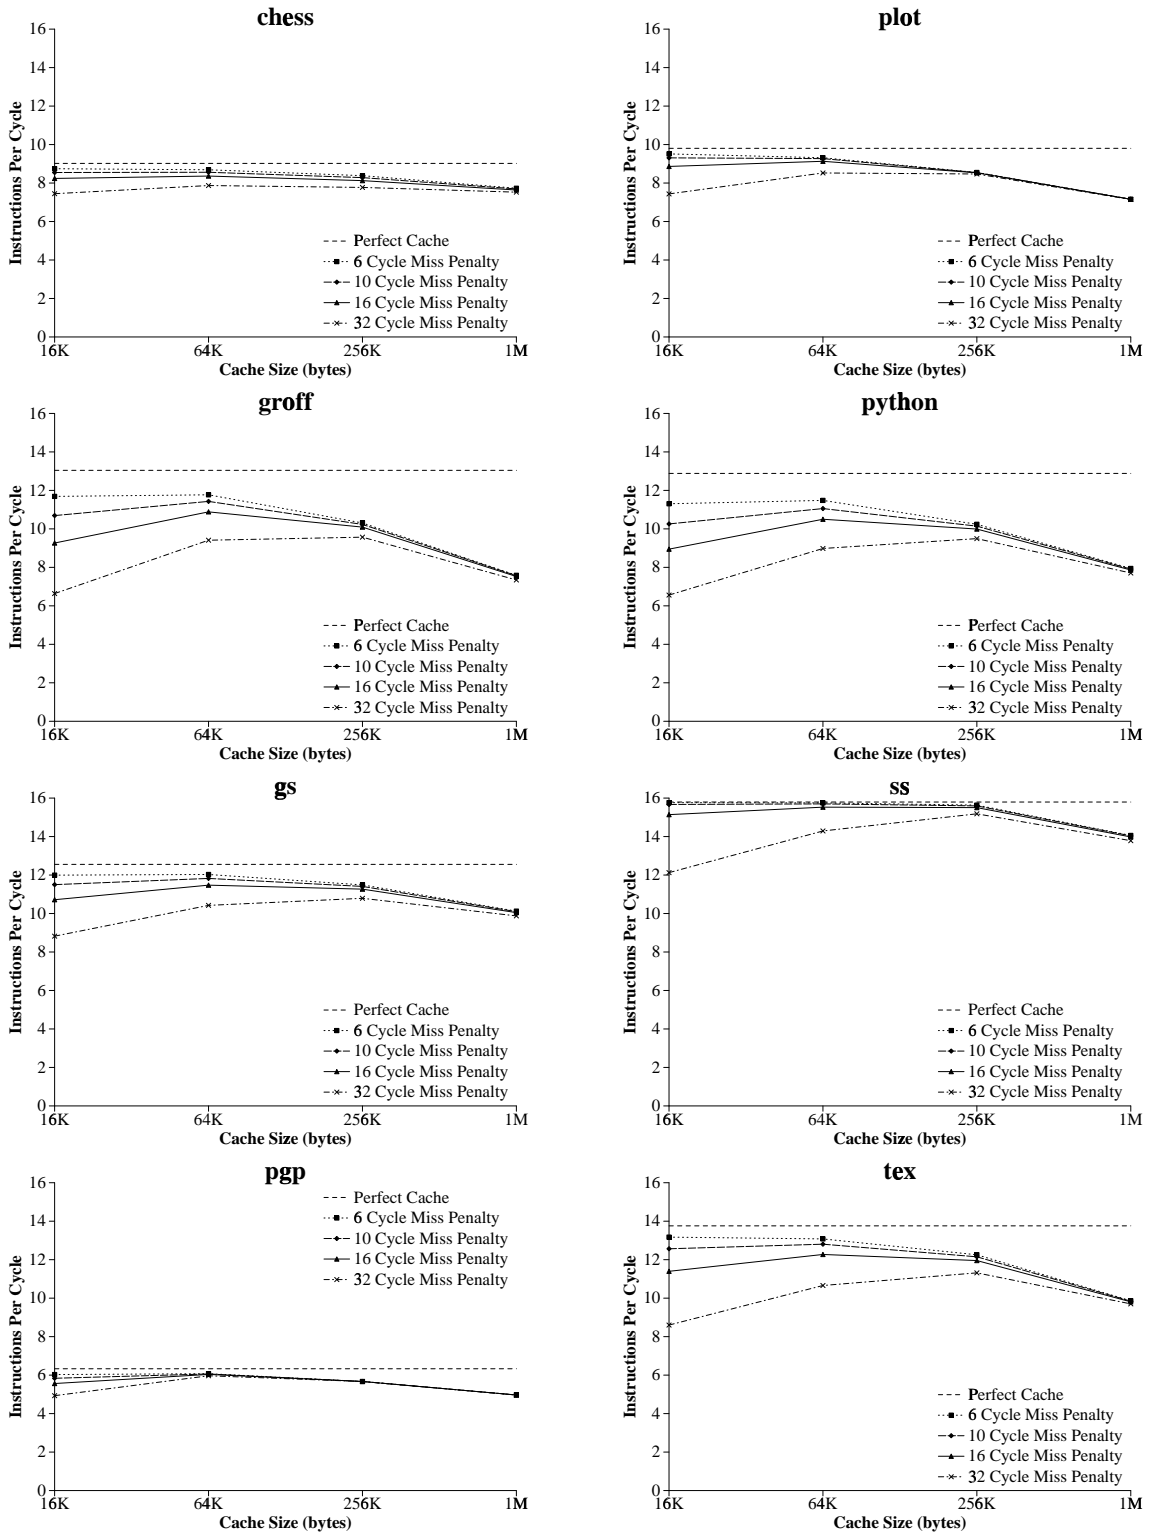 chess
16
14
12
10
8
6
4
2
0
Instructions Per Cycle
Perfect Cache
6 Cycle Miss Penalty
10 Cycle Miss Penalty
16 Cycle Miss Penalty
32 Cycle Miss Penalty
16K 64K 256K 1M
Cache Size (bytes)
plot
16
14
12
10
8
6
4
2
0
Instructions Per Cycle
Perfect Cache
6 Cycle Miss Penalty
10 Cycle Miss Penalty
16 Cycle Miss Penalty
32 Cycle Miss Penalty
16K 64K 256K 1M
Cache Size (bytes)
groff
16
14
12
10
8
6
4
2
0
Instructions Per Cycle
Perfect Cache
6 Cycle Miss Penalty
10 Cycle Miss Penalty
16 Cycle Miss Penalty
32 Cycle Miss Penalty
16K 64K 256K 1M
Cache Size (bytes)
python
16
14
12
10
8
6
4
2
0
Instructions Per Cycle
Perfect Cache
6 Cycle Miss Penalty
10 Cycle Miss Penalty
16 Cycle Miss Penalty
32 Cycle Miss Penalty
16K 64K 256K 1M
Cache Size (bytes)
gs
16
14
12
10
8
6
4
2
0
Instructions Per Cycle
Perfect Cache
6 Cycle Miss Penalty
10 Cycle Miss Penalty
16 Cycle Miss Penalty
32 Cycle Miss Penalty
16K 64K 256K 1M
Cache Size (bytes)
ss
16
14
12
10
8
6
4
2
0
Instructions Per Cycle
Perfect Cache
6 Cycle Miss Penalty
10 Cycle Miss Penalty
16 Cycle Miss Penalty
32 Cycle Miss Penalty
16K 64K 256K 1M
Cache Size (bytes)
pgp
16
14
12
10
8
6
4
2
0
Instructions Per Cycle
Perfect Cache
6 Cycle Miss Penalty
10 Cycle Miss Penalty
16 Cycle Miss Penalty
32 Cycle Miss Penalty
16K 64K 256K 1M
Cache Size (bytes)
tex
16
14
12
10
8
6
4
2
0
Instructions Per Cycle
Perfect Cache
6 Cycle Miss Penalty
10 Cycle Miss Penalty
16 Cycle Miss Penalty
32 Cycle Miss Penalty
16K 64K 256K 1M
Cache Size (bytes)